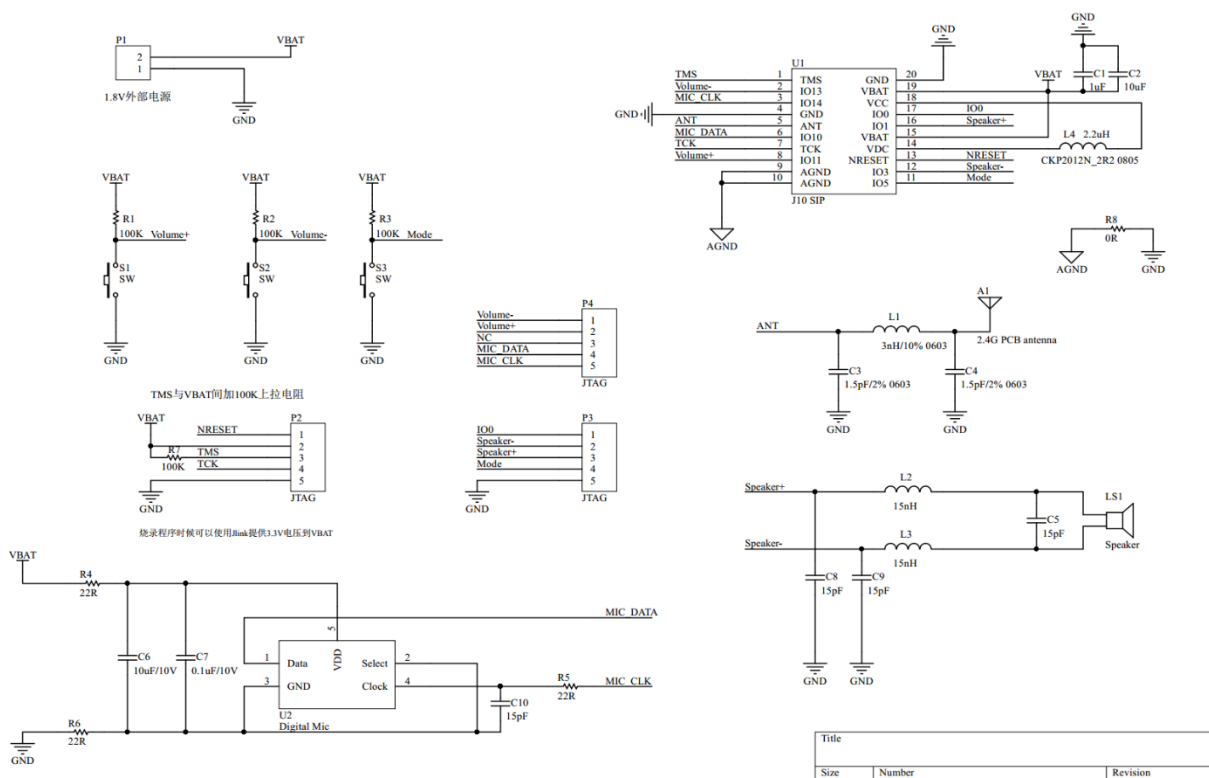 P1
VBAT
2
1
1.8V外部电源
GND
VBAT
R1
100K
Volume+
S1
SW
GND
VBAT
R2
100K
Volume-
S2
SW
GND
VBAT
R3
100K
Mode
S3
SW
GND
GND
GND
U1
TMS 1 TMS GND 20
Volume- 2 IO13 VBAT 19
MIC_CLK 3 IO14 VCC 18
GND 4 GND IO0 17 IO0
ANT 5 ANT IO1 16 Speaker+
MIC_DATA 6 IO10 VBAT 15
TCK 7 TCK VDC 14
Volume+ 8 IO11 NRESET 13 NRESET
9 AGND IO3 12 Speaker-
10 AGND IO5 11 Mode
J10 SIP
AGND
VBAT
C1
1uF
C2
10uF
L4 2.2uH
CKP2012N_2R2 0805
R8
0R
AGND
GND
P4
Volume- 1
Volume+ 2
NC 3
MIC_DATA 4
MIC_CLK 5
JTAG
A1
ANT
L1
3nH/10% 0603
2.4G PCB antenna
C3
1.5pF/2% 0603
C4
1.5pF/2% 0603
GND
GND
TMS与VBAT间加100K上拉电阻
VBAT
P2
NRESET 1
2
R7
100K
TMS 3
TCK 4
5
GND
JTAG
P3
IO0 1
Speaker- 2
Speaker+ 3
Mode 4
5
GND
JTAG
烧录程序时候可以使用Jlink提供3.3V电压到VBAT
Speaker+
L2
15nH
LS1
C5
15pF
Speaker
Speaker-
L3
15nH
C8
15pF
C9
15pF
GND
GND
VBAT
R4
22R
C6
10uF/10V
C7
0.1uF/10V
5
VDD
MIC_DATA
1 Data Select 2
3 GND Clock 4
U2
Digital Mic
R5
22R
MIC_CLK
C10
15pF
R6
22R
GND
Title
Size Number Revision